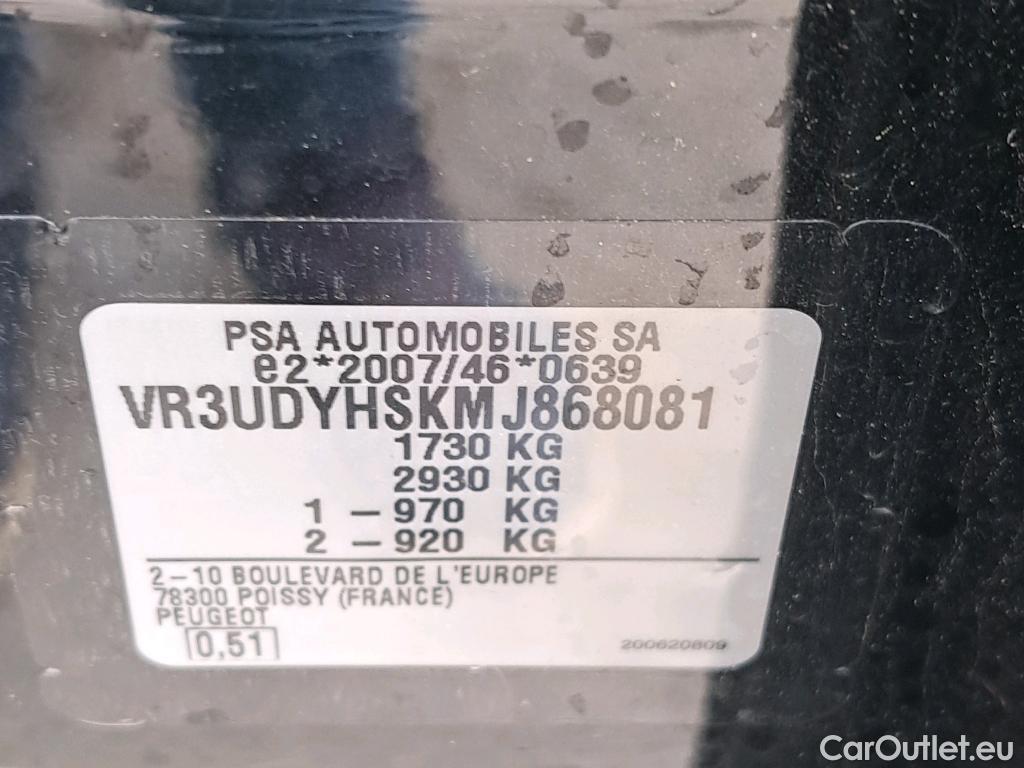 PSA AUTOMOBILES SA
e2*2007/46*0639
VR3UDYHSKMJ868081
1730 KG
2930 KG
1 – 970 KG
2 – 920 KG
2–10 BOULEVARD DE L'EUROPE
78300 POISSY (FRANCE)
PEUGEOT
0,51
200620809
CarOutlet.eu